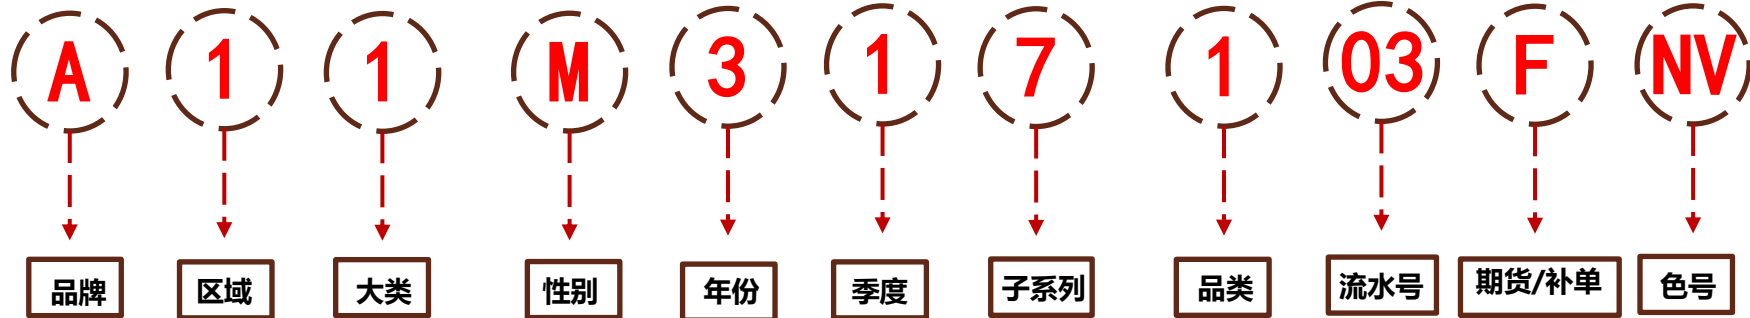 A 1 1 M 3 1 7 1 03 F NV
品牌 区域 大类 性别 年份 季度 子系列 品类 流水号 期货/补单 色号